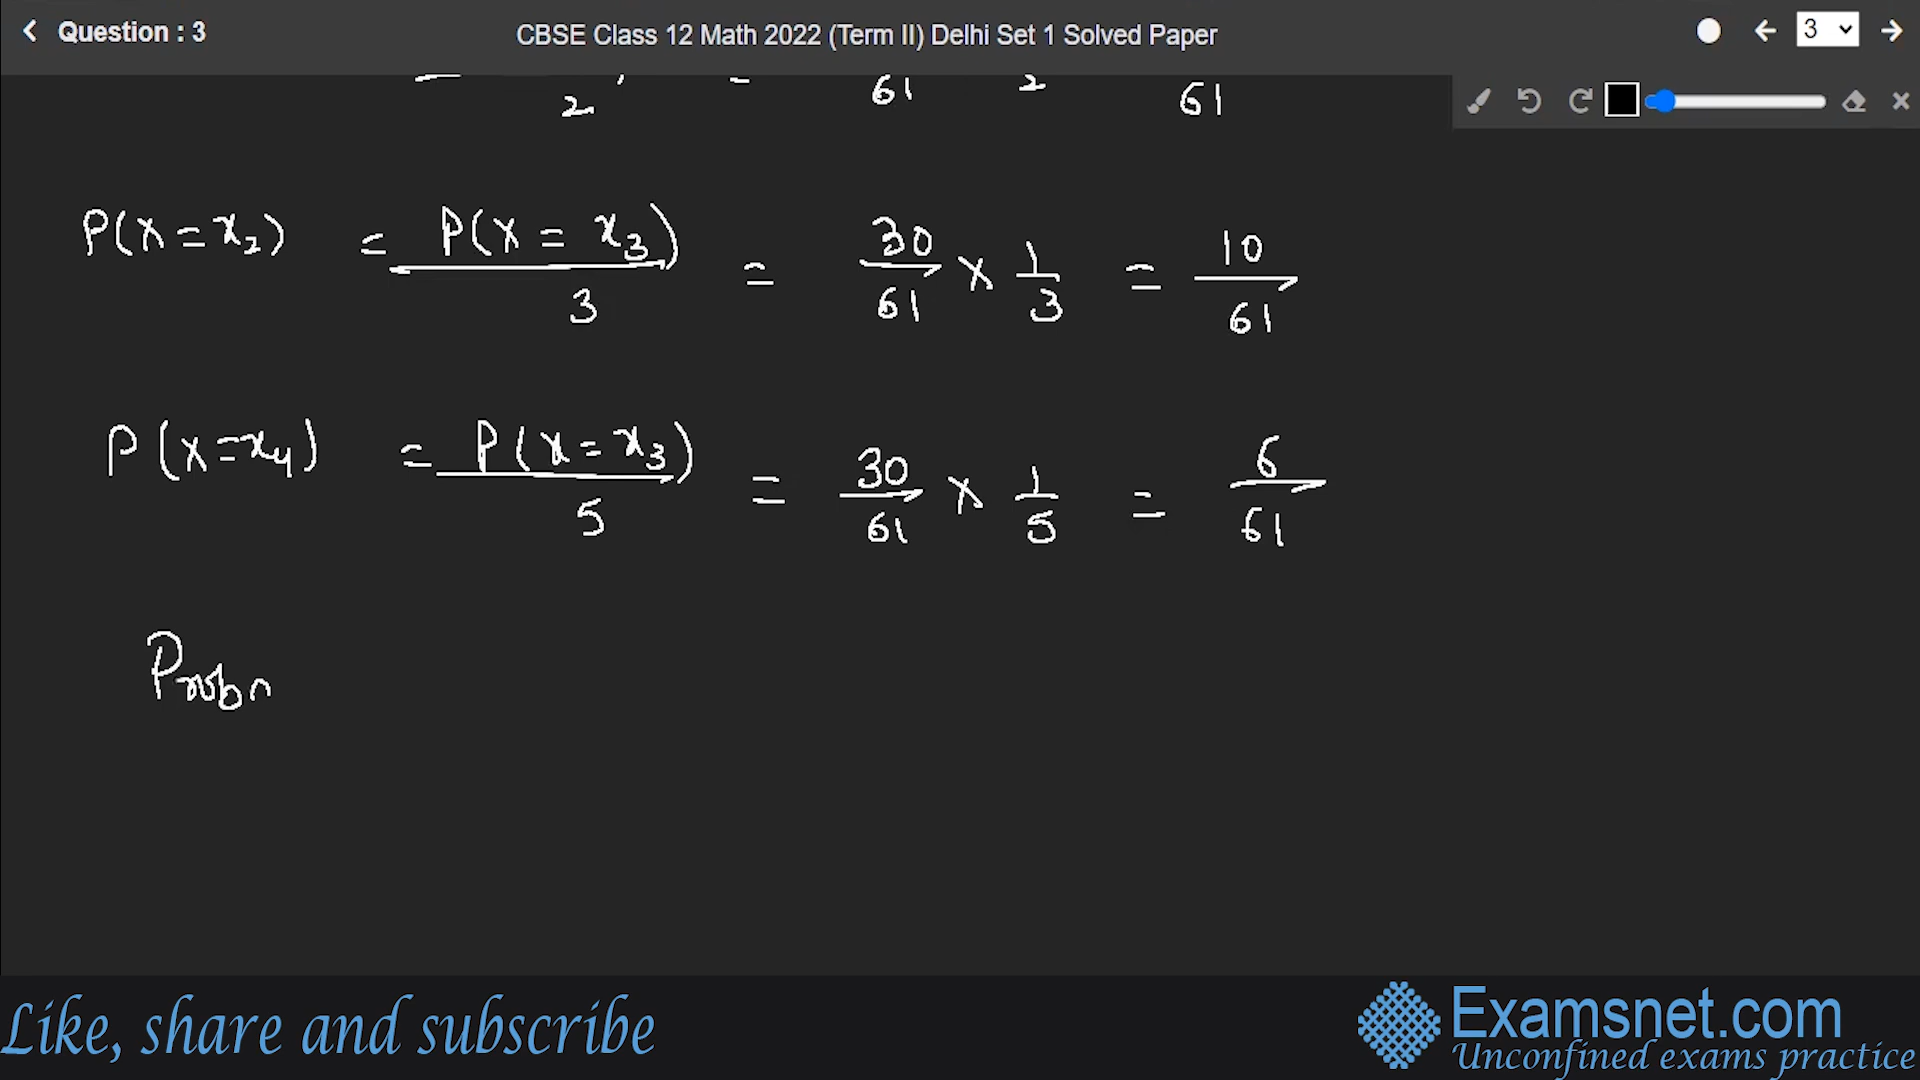 Question : 3
CBSE Class 12 Math 2022 (Term II) Delhi Set 1 Solved Paper
3
2 = 61 2 61
P(X=x₂) = P(X=x₃)/3 = 30/61 × 1/3 = 10/61
P(X=x₄) = P(X=x₃)/5 = 30/61 × 1/5 = 6/61
Like, share and subscribe
Examsnet.com
Unconfined exams practice